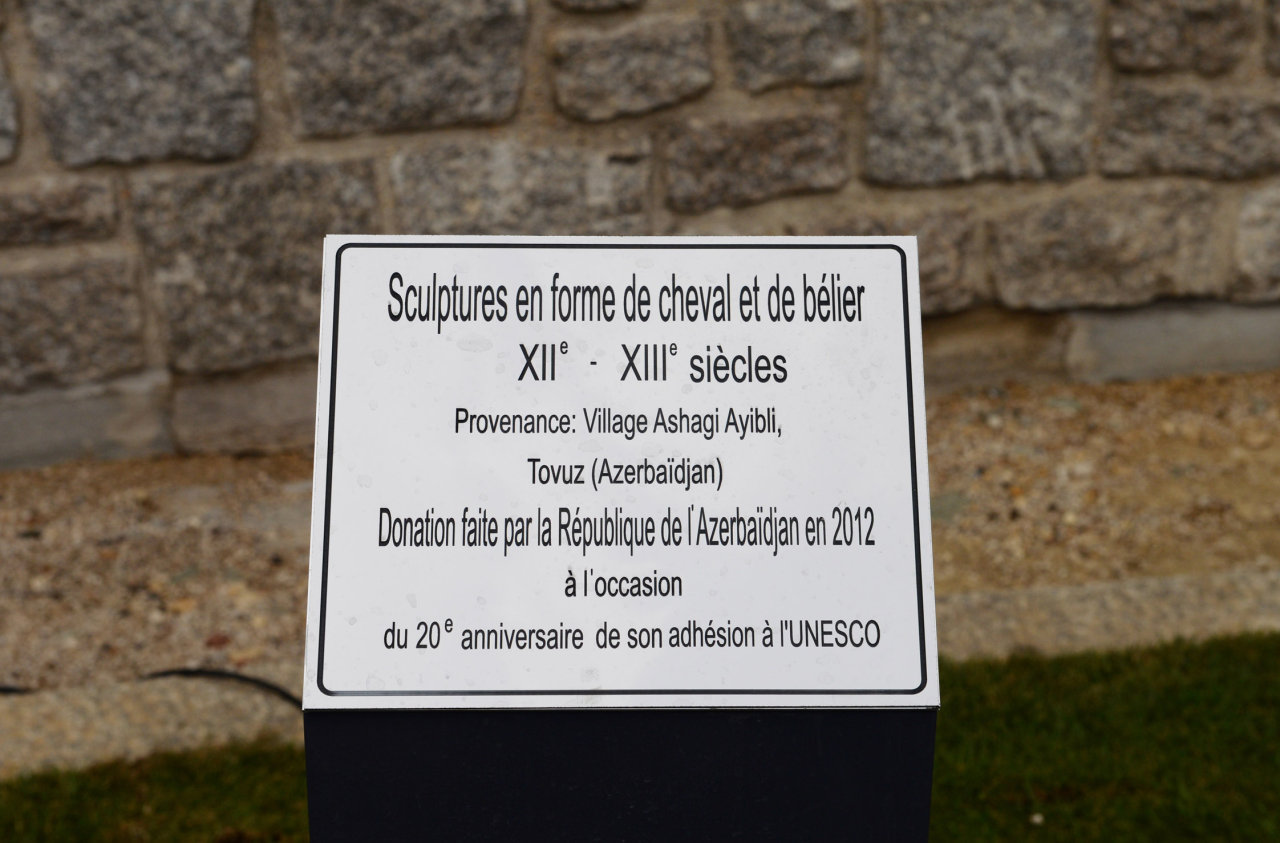 Sculptures en forme de cheval et de bélier
XIIe - XIIIe siècles
Provenance: Village Ashagi Ayibli,
Tovuz (Azerbaïdjan)
Donation faite par la République de l'Azerbaïdjan en 2012
à l'occasion
du 20e anniversaire de son adhésion à l"UNESCO